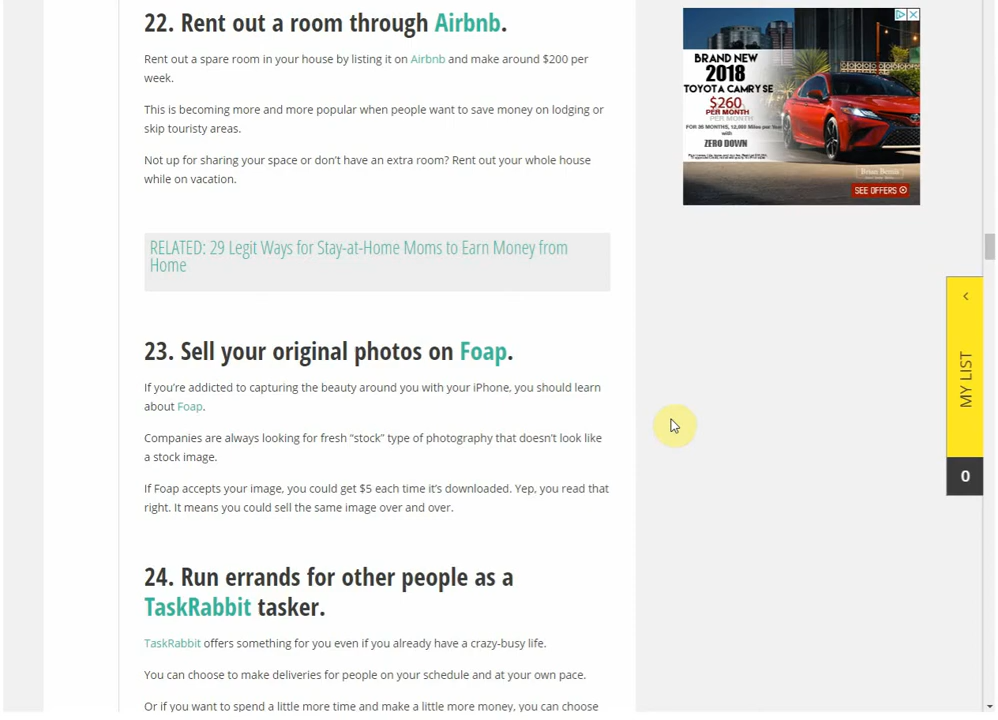 22. Rent out a room through Airbnb.
Rent out a spare room in your house by listing it on Airbnb and make around $200 per
week.
This is becoming more and more popular when people want to save money on lodging or
skip touristy areas.
Not up for sharing your space or don’t have an extra room? Rent out your whole house
while on vacation.
RELATED: 29 Legit Ways for Stay-at-Home Moms to Earn Money from
Home
23. Sell your original photos on Foap.
If you’re addicted to capturing the beauty around you with your iPhone, you should learn
about Foap.
Companies are always looking for fresh “stock” type of photography that doesn’t look like
a stock image.
If Foap accepts your image, you could get $5 each time it’s downloaded. Yep, you read that
right. It means you could sell the same image over and over.
24. Run errands for other people as a
TaskRabbit tasker.
TaskRabbit offers something for you even if you already have a crazy-busy life.
You can choose to make deliveries for people on your schedule and at your own pace.
Or if you want to spend a little more time and make a little more money, you can choose
BRAND NEW
2018
TOYOTA CAMRY SE
$260
PER MONTH
PER MONTH
FOR 36 MONTHS, 12,000 Miles per Year
with
ZERO DOWN
SEE OFFERS
MY LIST
0